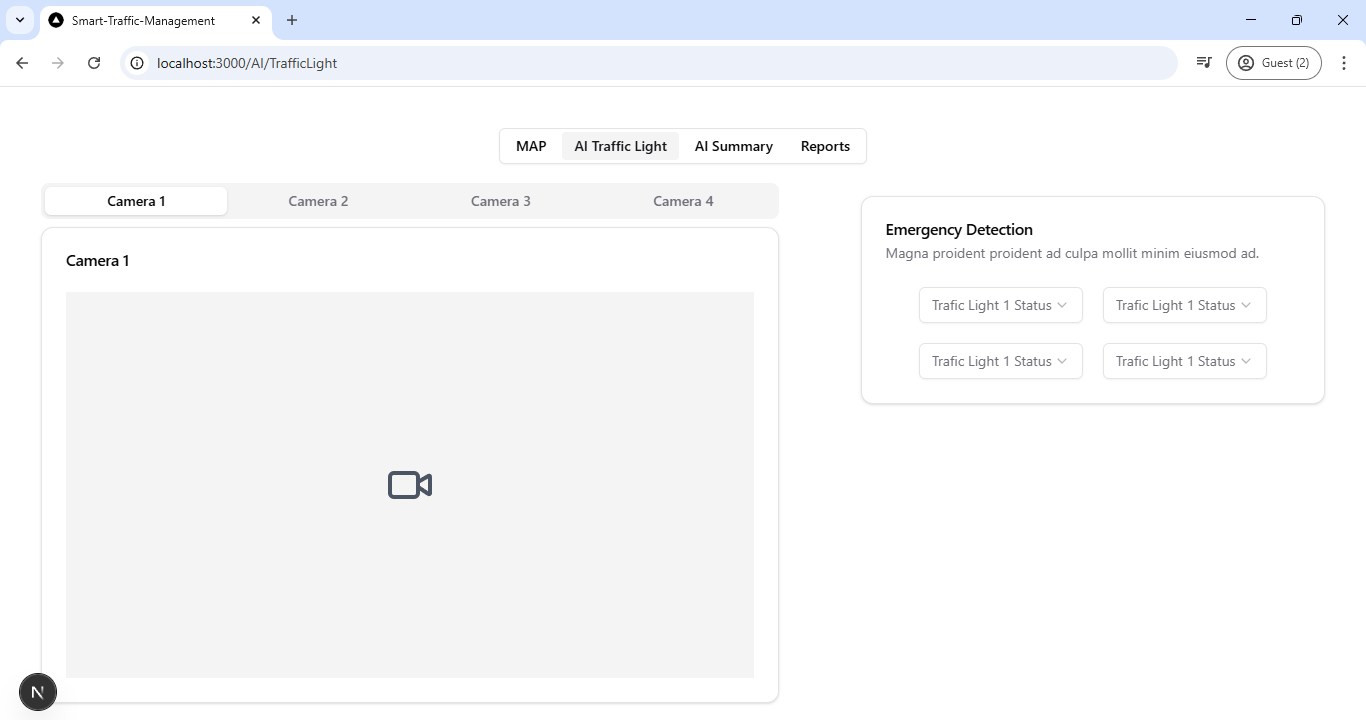 Smart-Traffic-Management
localhost:3000/AI/TrafficLight
Guest (2)
MAP AI Traffic Light AI Summary Reports
Camera 1 Camera 2 Camera 3 Camera 4
Camera 1
Emergency Detection
Magna proident proident ad culpa mollit minim eiusmod ad.
Trafic Light 1 Status Trafic Light 1 Status
Trafic Light 1 Status Trafic Light 1 Status
N